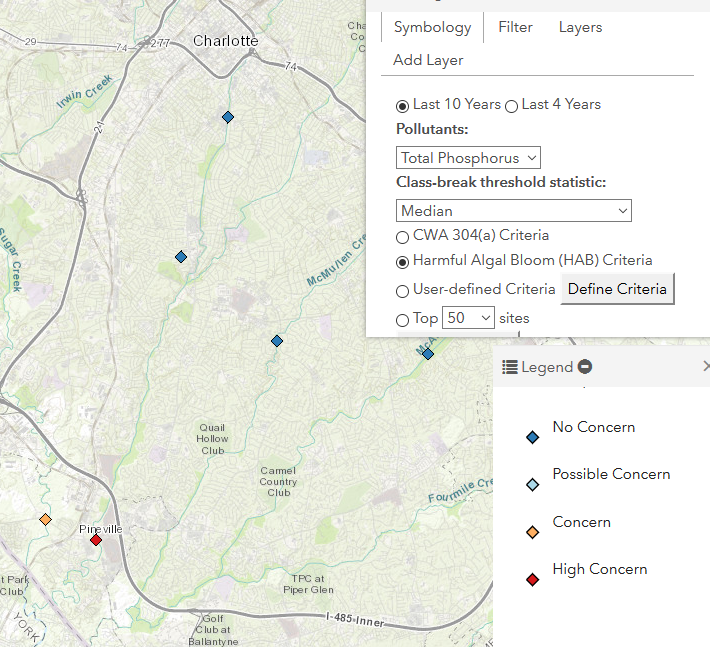 Symbology Filter Layers
Add Layer
Last 10 Years Last 4 Years
Pollutants:
Total Phosphorus
Class-break threshold statistic:
Median
CWA 304(a) Criteria
Harmful Algal Bloom (HAB) Criteria
User-defined Criteria Define Criteria
Top 50 sites
Legend
No Concern
Possible Concern
Concern
High Concern
Charlotte
29
74
277
74
Irwin Creek
Sugar Creek
McMullen Cre
McA
Quail
Hollow
Club
Carmel
Country
Club
Fourmile Cre
Pineville
t Park
Club
TPC at
Piper Glen
I-485-Inner
Golf
Club at
Ballantyne
YORK